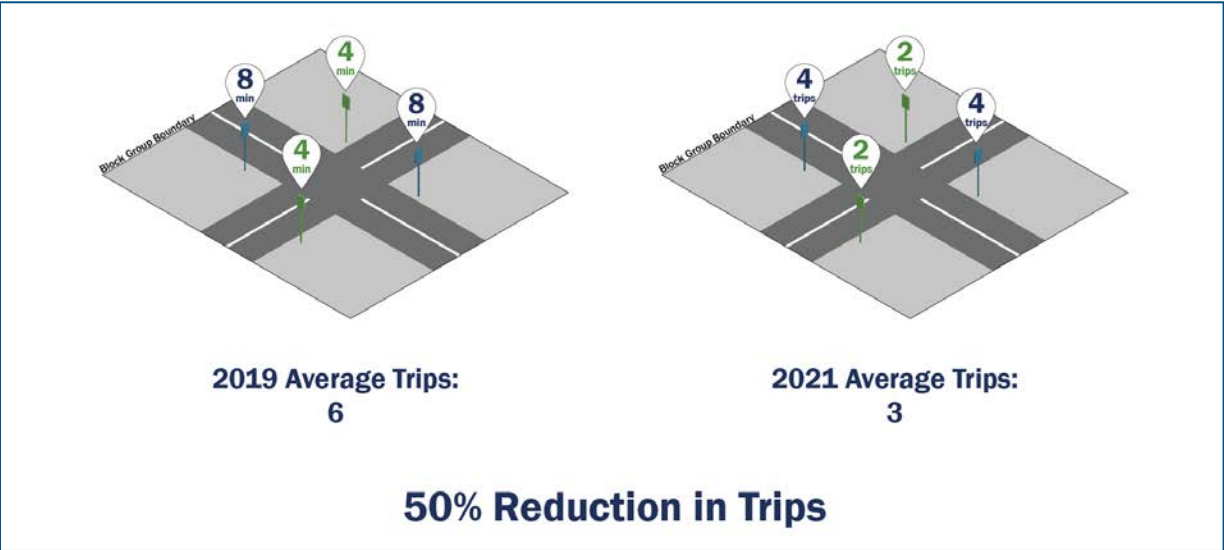 4
min
8
min
8
min
4
min
Block Group Boundary
2
trips
4
trips
4
trips
2
trips
Block Group Boundary
2019 Average Trips:
6
2021 Average Trips:
3
50% Reduction in Trips